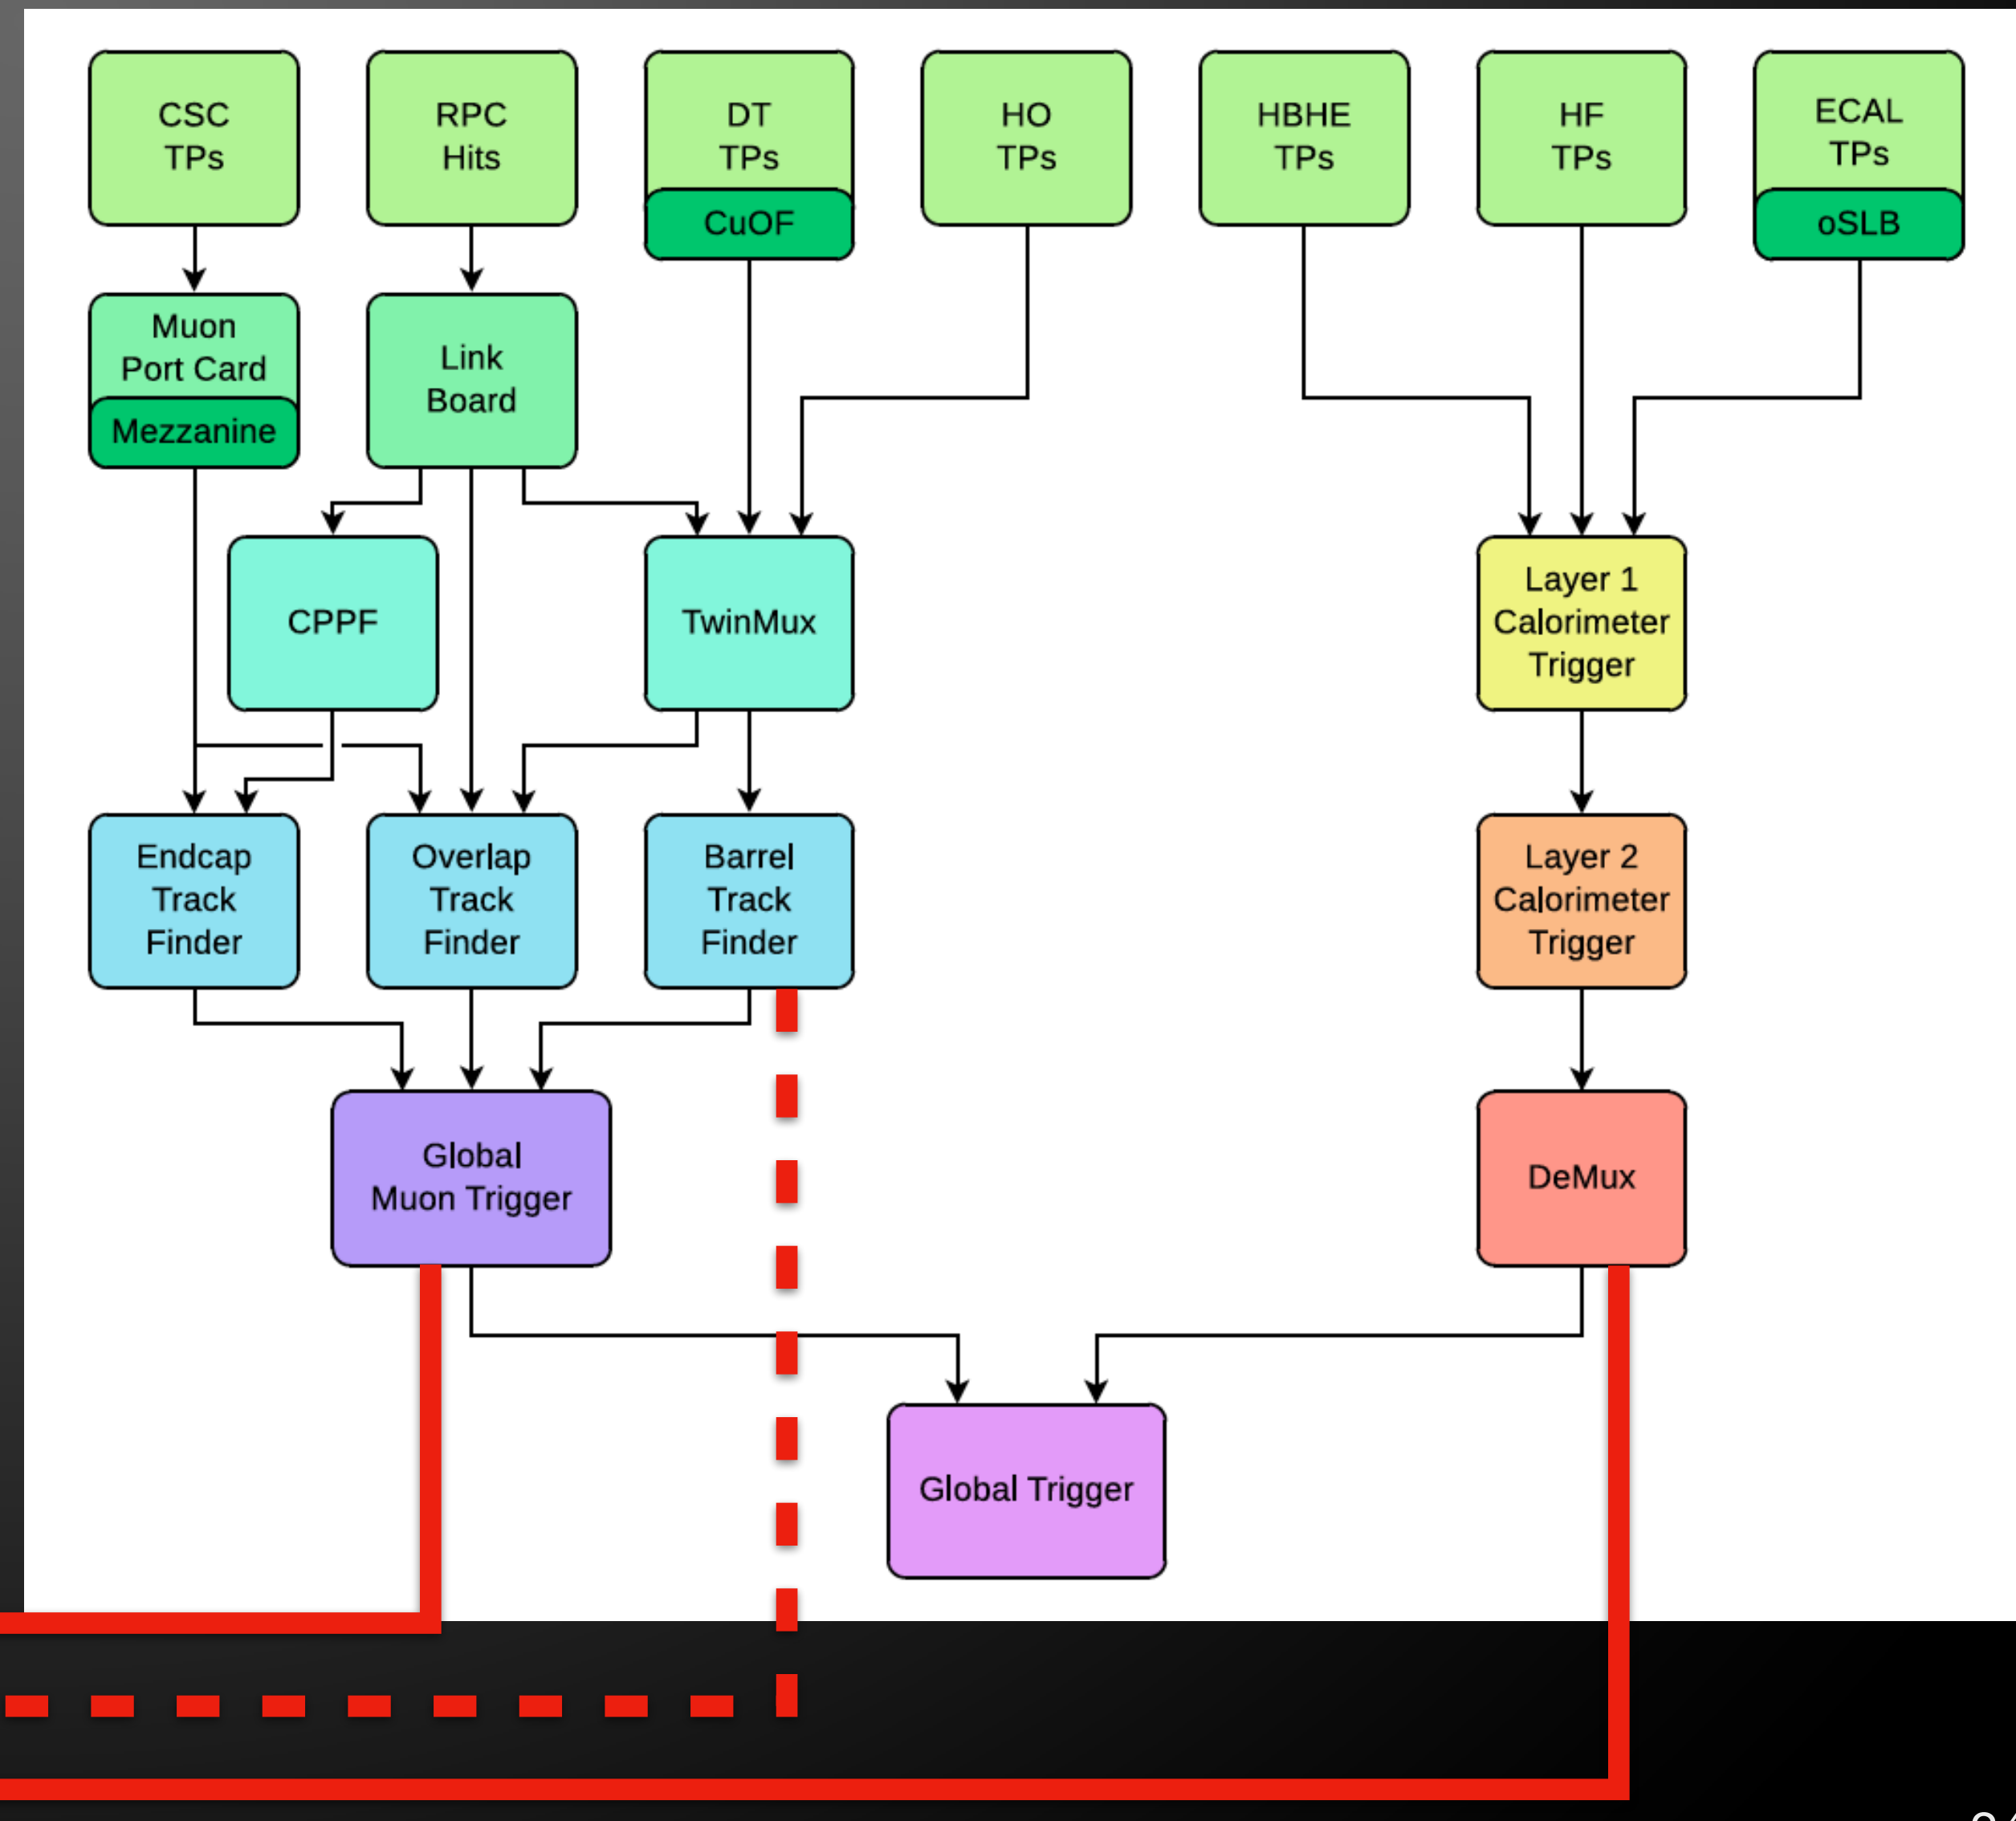 CSC
TPs
RPC
Hits
DT
TPs
CuOF
HO
TPs
HBHE
TPs
HF
TPs
ECAL
TPs
oSLB
Muon
Port Card
Mezzanine
Link
Board
CPPF
TwinMux
Layer 1
Calorimeter
Trigger
Endcap
Track
Finder
Overlap
Track
Finder
Barrel
Track
Finder
Layer 2
Calorimeter
Trigger
Global
Muon Trigger
DeMux
Global Trigger